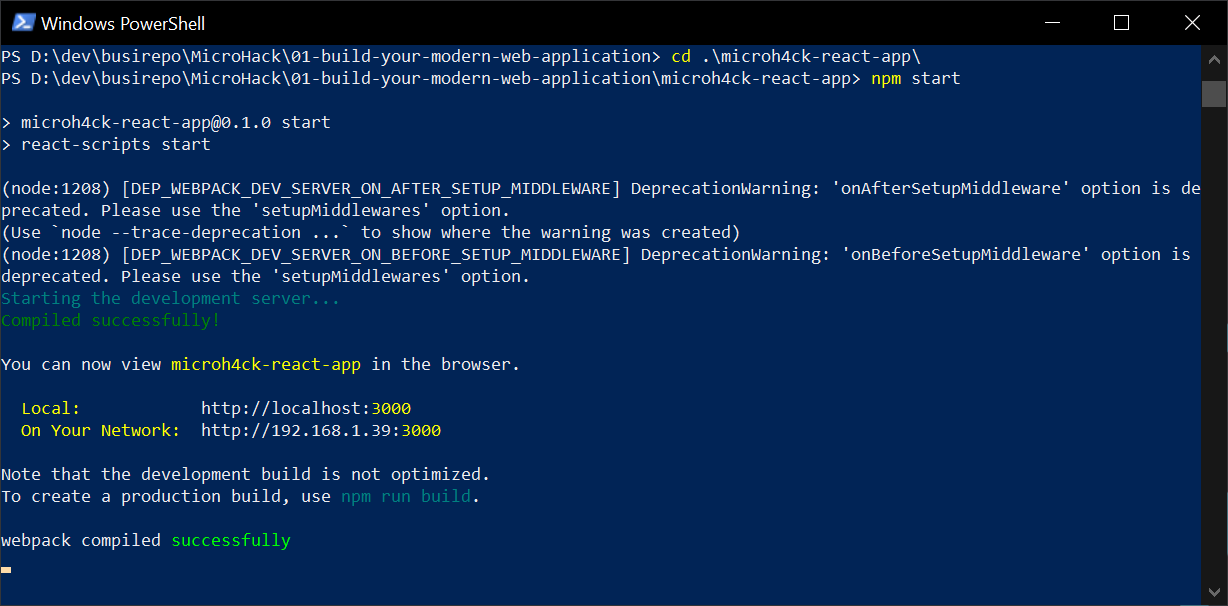 Windows PowerShell
PS D:\dev\busirepo\MicroHack\01-build-your-modern-web-application> cd .\microh4ck-react-app\
PS D:\dev\busirepo\MicroHack\01-build-your-modern-web-application\microh4ck-react-app> npm start
> microh4ck-react-app@0.1.0 start
> react-scripts start
(node:1208) [DEP_WEBPACK_DEV_SERVER_ON_AFTER_SETUP_MIDDLEWARE] DeprecationWarning: 'onAfterSetupMiddleware' option is de
precated. Please use the 'setupMiddlewares' option.
(Use `node --trace-deprecation ...` to show where the warning was created)
(node:1208) [DEP_WEBPACK_DEV_SERVER_ON_BEFORE_SETUP_MIDDLEWARE] DeprecationWarning: 'onBeforeSetupMiddleware' option is
deprecated. Please use the 'setupMiddlewares' option.
Starting the development server...
Compiled successfully!
You can now view microh4ck-react-app in the browser.
Local: http://localhost:3000
On Your Network: http://192.168.1.39:3000
Note that the development build is not optimized.
To create a production build, use npm run build.
webpack compiled successfully